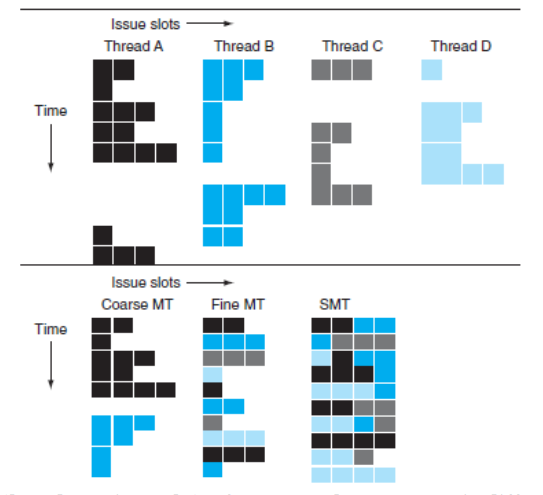 Issue slots
Thread A Thread B Thread C Thread D
Time
Issue slots
Coarse MT Fine MT SMT
Time